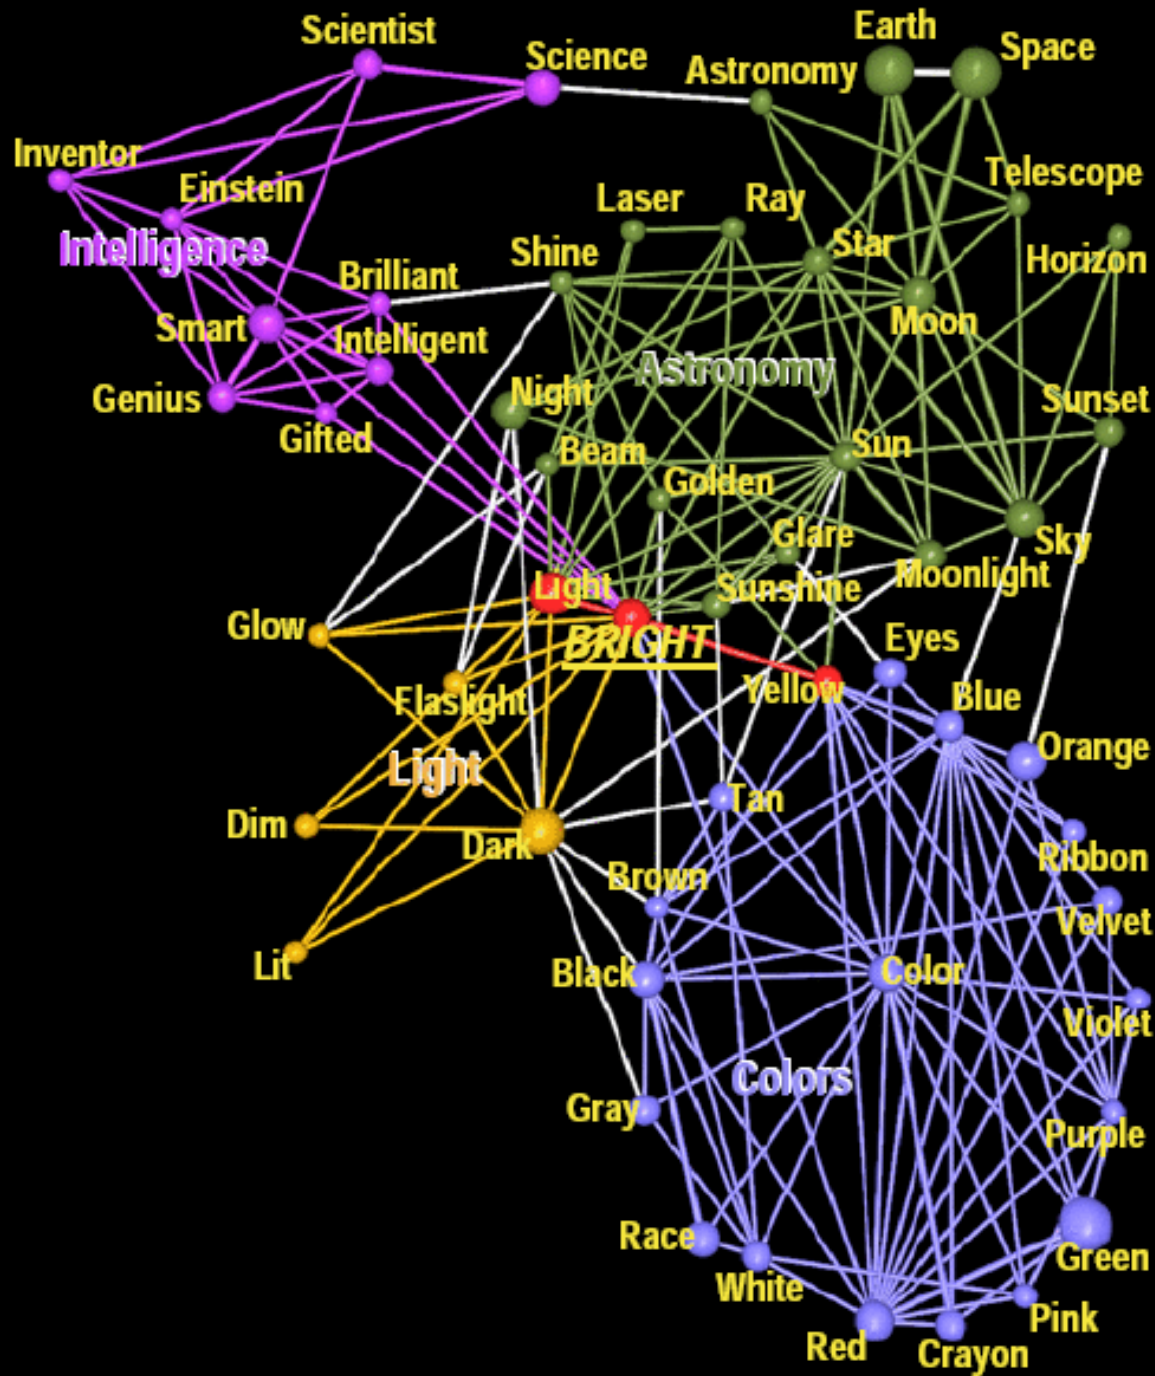 Earth
Scientist
Space
Science
Astronomy
Inventor
Telescope
Einstein
Laser
Ray
Intelligence
Shine
Star
Horizon
Brilliant
Smart
Intelligent
Moon
Astronomy
Genius
Night
Sunset
Gifted
Beam
Sun
Golden
Glare
Sky
Light
Sunshine
Moonlight
Glow
BRIGHT
Eyes
Flaslight
Yellow
Blue
Light
Orange
Tan
Dim
Dark
Ribbon
Brown
Velvet
Lit
Black
Color
Violet
Colors
Gray
Purple
Race
Green
White
Pink
Red
Crayon